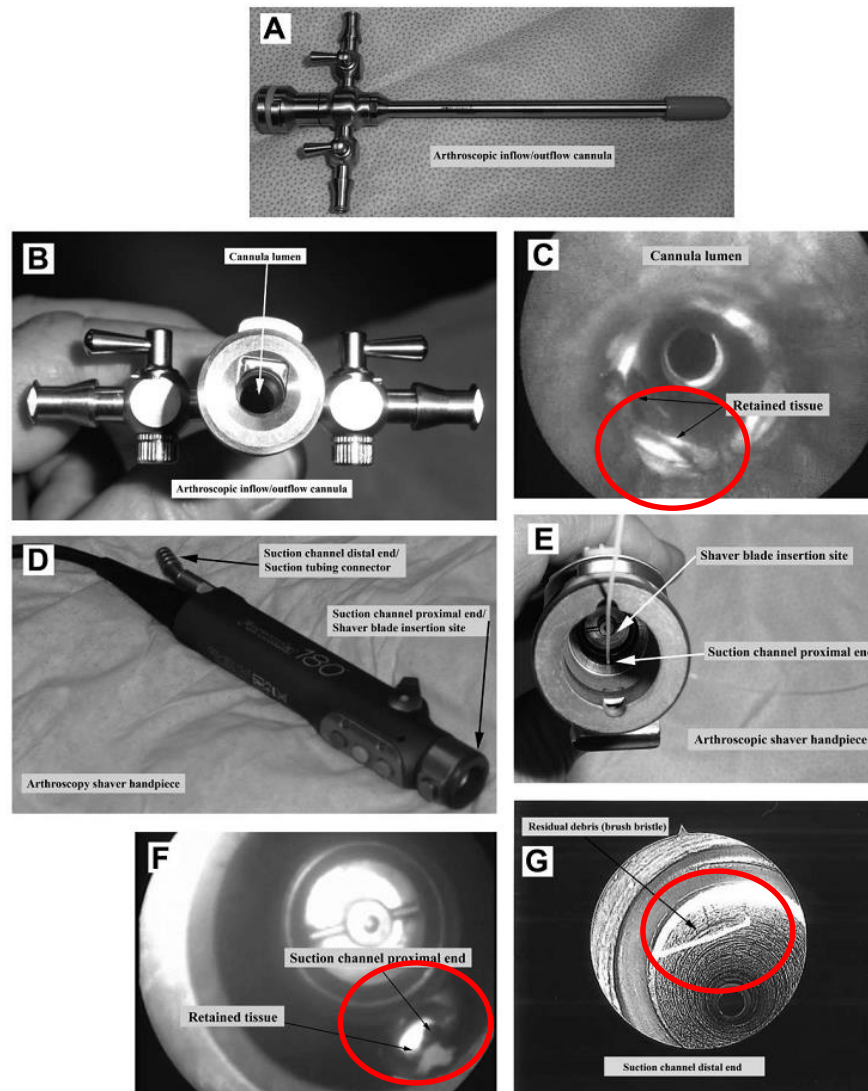 A
Arthroscopic inflow/outflow cannula
B
Cannula lumen
Arthroscopic inflow/outflow cannula
C
Cannula lumen
Retained tissue
D
Suction channel distal end/
Suction tubing connector
Suction channel proximal end/
Shaver blade insertion site
180
Arthroscopy shaver handpiece
E
Shaver blade insertion site
Suction channel proximal end
Arthroscopic shaver handpiece
F
Suction channel proximal end
Retained tissue
G
Residual debris (brush bristle)
Suction channel distal end